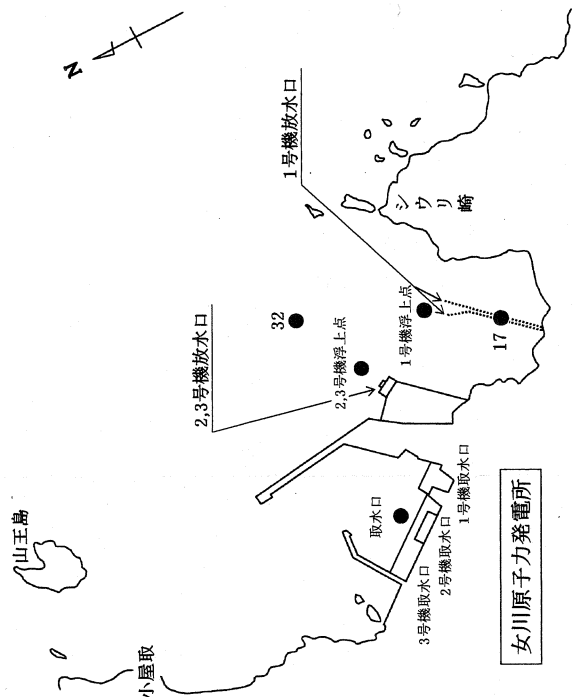 N
1号機放水口
シウリ崎
2,3号機放水口
32
1号機浮上点
2,3号機浮上点
17
山王島
取水口
1号機取水口
2号機取水口
3号機取水口
小屋取
女川原子力発電所